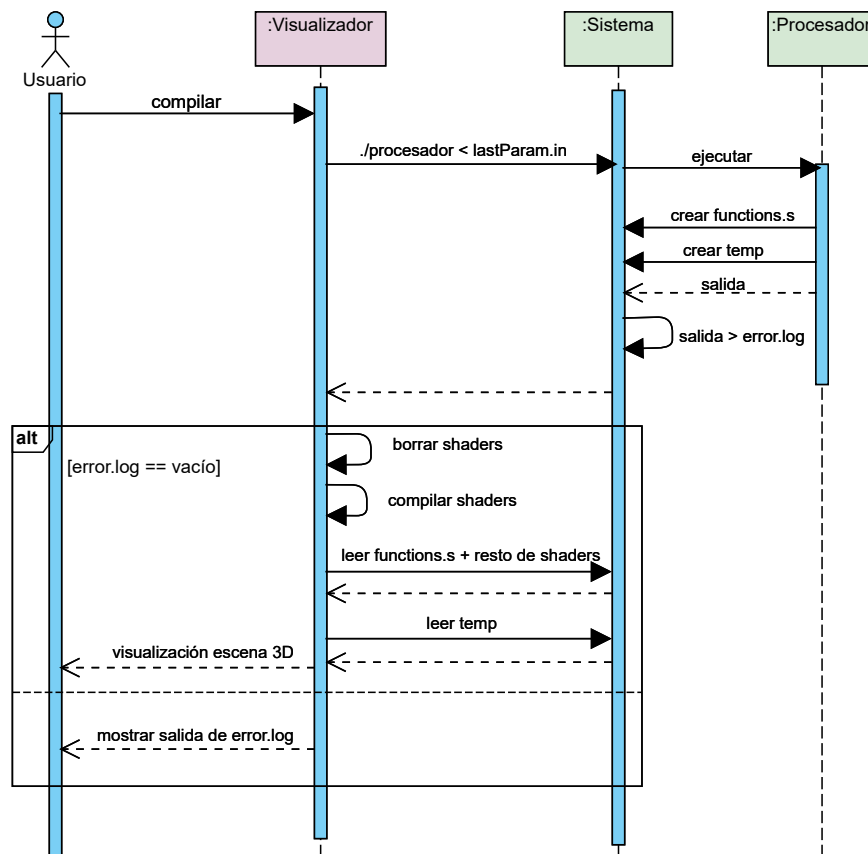 :Visualizador
:Sistema
:Procesador
Usuario
compilar
./procesador < lastParam.in
ejecutar
crear functions.s
crear temp
salida
salida > error.log
alt
borrar shaders
[error.log == vacío]
compilar shaders
leer functions.s + resto de shaders
leer temp
visualización escena 3D
mostrar salida de error.log